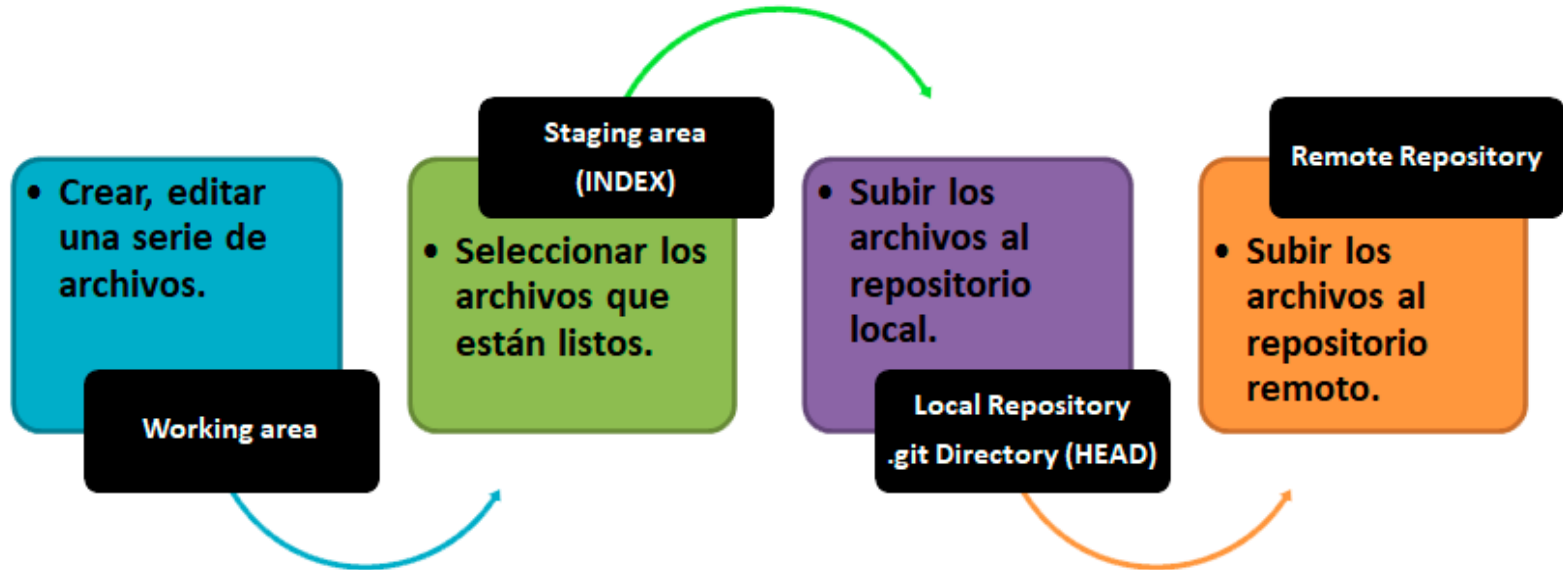 • Crear, editar
una serie de
archivos.
Working area
Staging area
(INDEX)
• Seleccionar los
archivos que
están listos.
• Subir los
archivos al
repositorio
local.
Local Repository
.git Directory (HEAD)
Remote Repository
• Subir los
archivos al
repositorio
remoto.